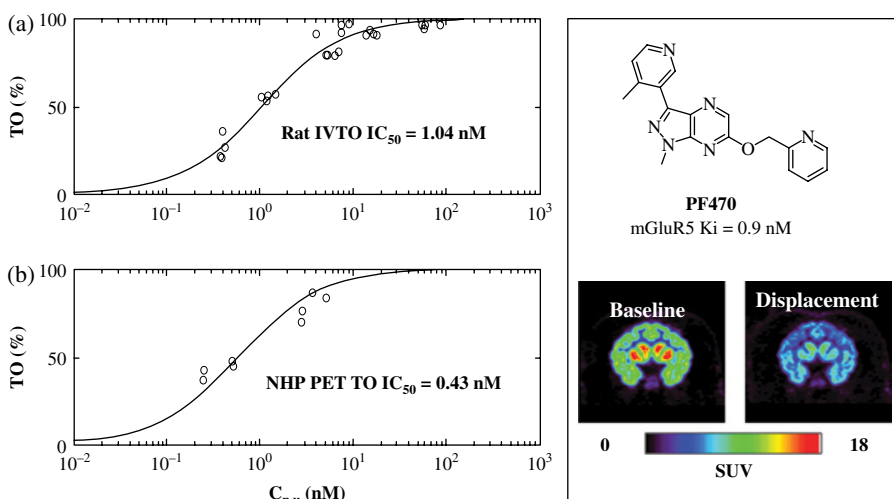 (a)
100
50
0
TO (%)
Rat IVTO IC₅₀ = 1.04 nM
10⁻² 10⁻¹ 10⁰ 10¹ 10² 10³
(b)
100
50
0
TO (%)
NHP PET TO IC₅₀ = 0.43 nM
10⁻² 10⁻¹ 10⁰ 10¹ 10² 10³
(nM)
N
N
N
N
N
N
O
N
PF470
mGluR5 Ki = 0.9 nM
Baseline
Displacement
0
18
SUV